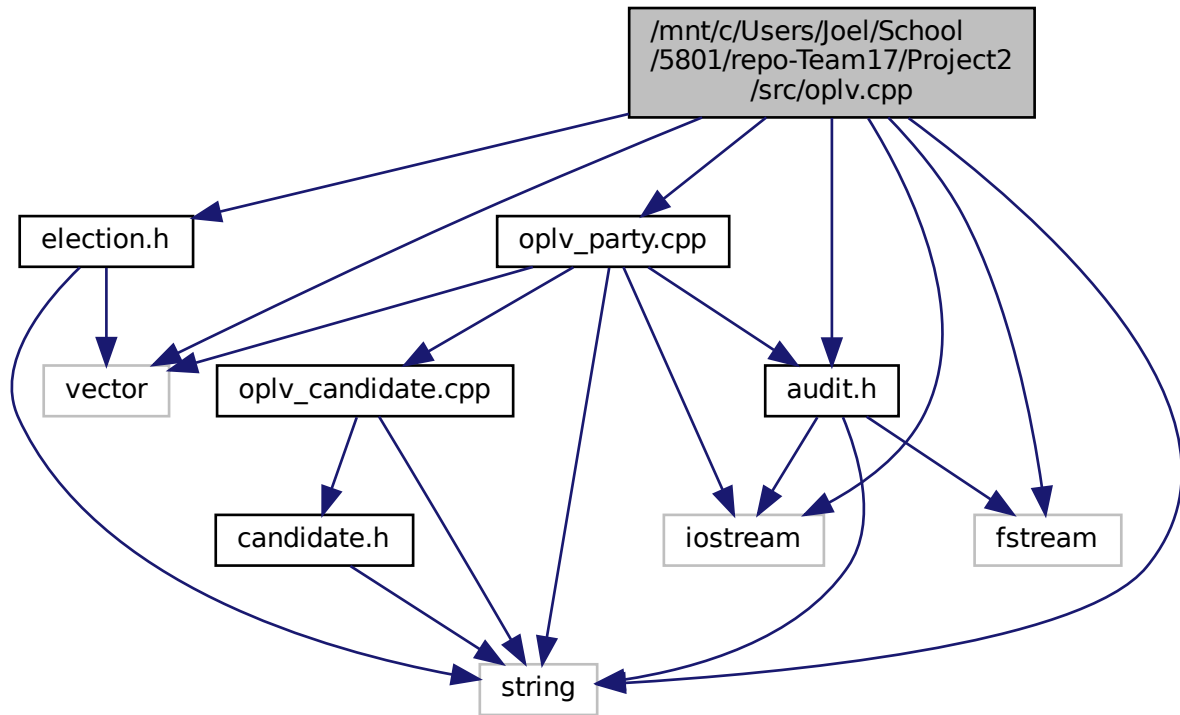 /mnt/c/Users/Joel/School
/5801/repo-Team17/Project2
/src/oplv.cpp
election.h
oplv_party.cpp
vector
oplv_candidate.cpp
audit.h
candidate.h
iostream
fstream
string